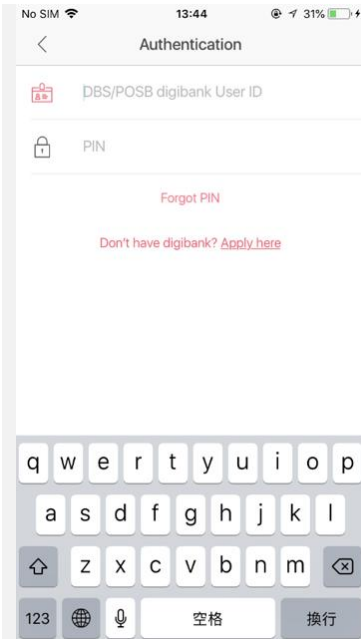 No SIM 13:44 31%
Authentication
DBS/POSB digibank User ID
PIN
Forgot PIN
Don't have digibank? Apply here
q w e r t y u i o p
a s d f g h j k l
z x c v b n m
123 空格 換行